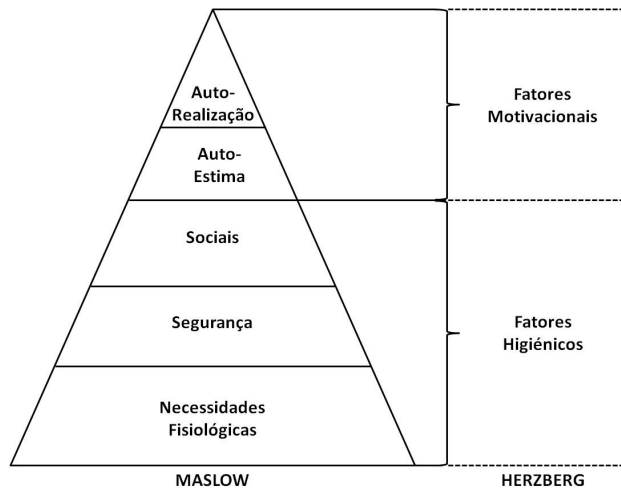 Auto-
Realização
Auto-
Estima
Sociais
Segurança
Necessidades
Fisiológicas
MASLOW
Fatores
Motivacionais
Fatores
Higiénicos
HERZBERG